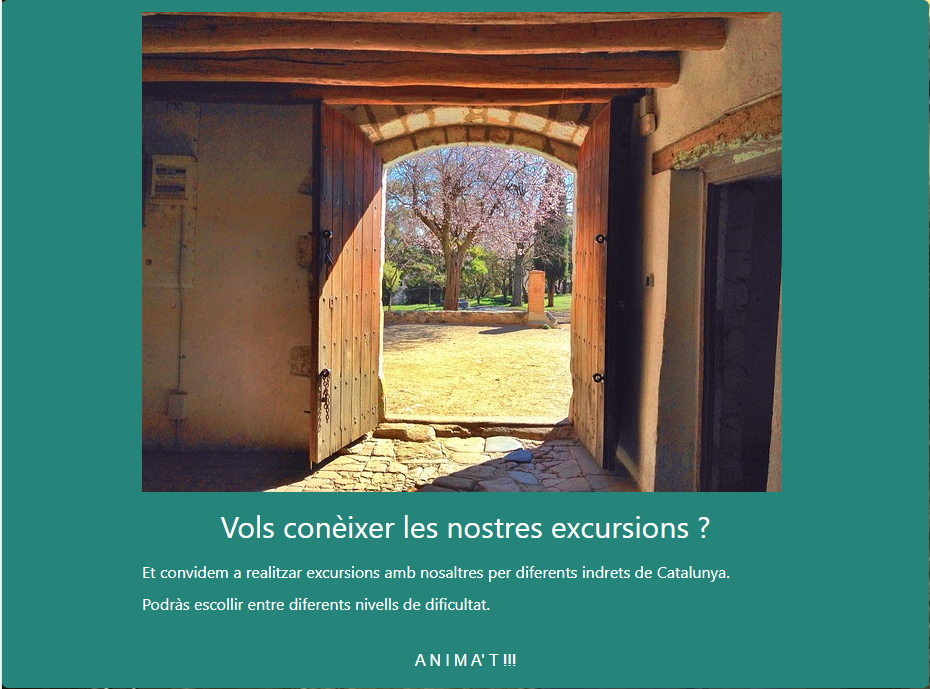 Vols conèixer les nostres excursions ?
Et convidem a realitzar excursions amb nosaltres per diferents indrets de Catalunya.
Podràs escollir entre diferents nivells de dificultat.
A N I M A' T !!!